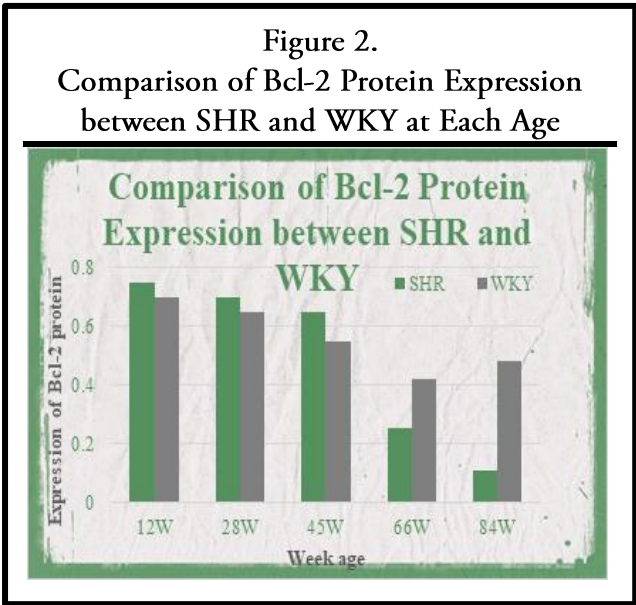 Figure 2.
Comparison of Bcl-2 Protein Expression
between SHR and WKY at Each Age
Comparison of Bcl-2 Protein
Expression between SHR and
WKY
SHR
WKY
Expression of Bcl-2 protein
0.8
0.6
0.4
0.2
0
12W
28W
45W
66W
84W
Week age